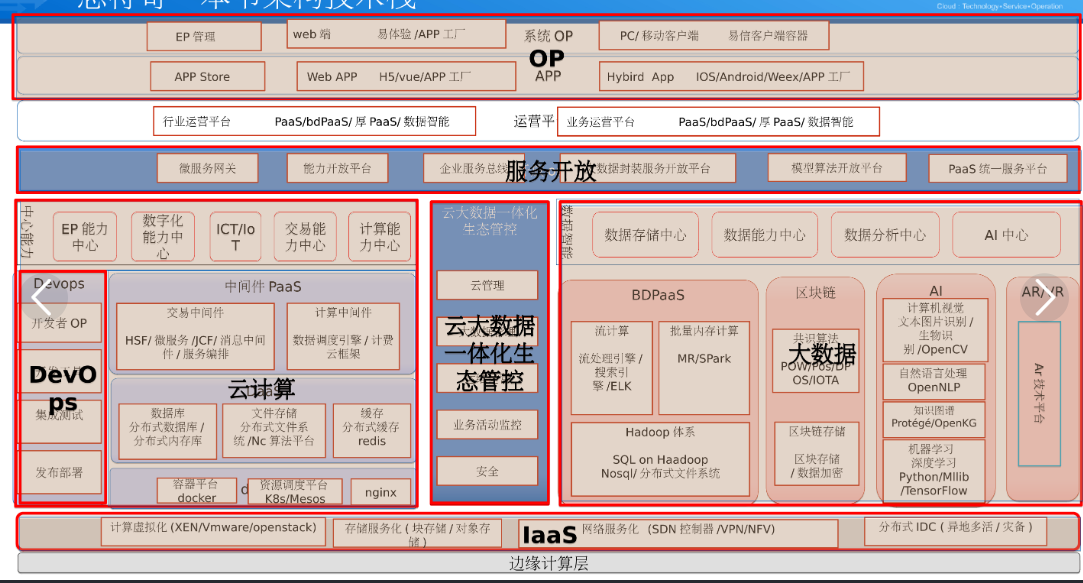 Cloud · Technology•Service•Operation
EP 管理
web 端 易体验 /APP 工厂
系统 OP
PC/ 移动客户端 易信客户端容器
OP
APP Store
Web APP H5/vue/APP 工厂
APP
Hybird App IOS/Android/Weex/APP 工厂
行业运营平台 PaaS/bdPaaS/ 厚 PaaS/ 数据智能
运营平
业务运营平台 PaaS/bdPaaS/ 厚 PaaS/ 数据智能
微服务网关
能力开放平台
企业服务总线
服务开放
数据封装服务开放平台
模型算法开放平台
PaaS 统一服务平台
中心能力
EP 能力
中心
数字化
能力中
心
ICT/Io
T
交易能
力中心
计算能
力中心
云大数据一体化
生态管控
数据智能
数据存储中心
数据能力中心
数据分析中心
AI 中心
Devops
开发者 OP
DevO
ps
集成测试
发布部署
中间件 PaaS
交易中间件
HSF/ 微服务 /JCF/ 消息中间
件 / 服务编排
计算中间件
数据调度引擎 / 计费
云框架
云计算
数据库
分布式数据库 /
分布式内存库
文件存储
分布式文件系
统 /Nc 算法平台
缓存
分布式缓存
redis
容器平台
docker
资源调度平台
K8s/Mesos
nginx
云管理
云大数据
一体化生
态管控
业务活动监控
安全
BDPaaS
流计算
流处理引擎 /
搜索引
擎 /ELK
批量内存计算
MR/SPark
Hadoop 体系
SQL on Haadoop
Nosql/ 分布式文件系统
区块链
共识算法
POW/Pos/DP
OS/IOTA
大数据
区块链存储
区块存储
/ 数据加密
AI
计算机视觉
文本图片识别 /
生物识
别 /OpenCV
自然语言处理
OpenNLP
知识图谱
Protégé/OpenKG
机器学习
深度学习
Python/Mllib
/TensorFlow
AR/VR
Ar 技术平台
计算虚拟化 (XEN/Vmware/openstack)
存储服务化 ( 块存储 / 对象存
储 )
IaaS
网络服务化 (SDN 控制器 /VPN/NFV)
分布式 IDC ( 异地多活 / 灾备 )
边缘计算层